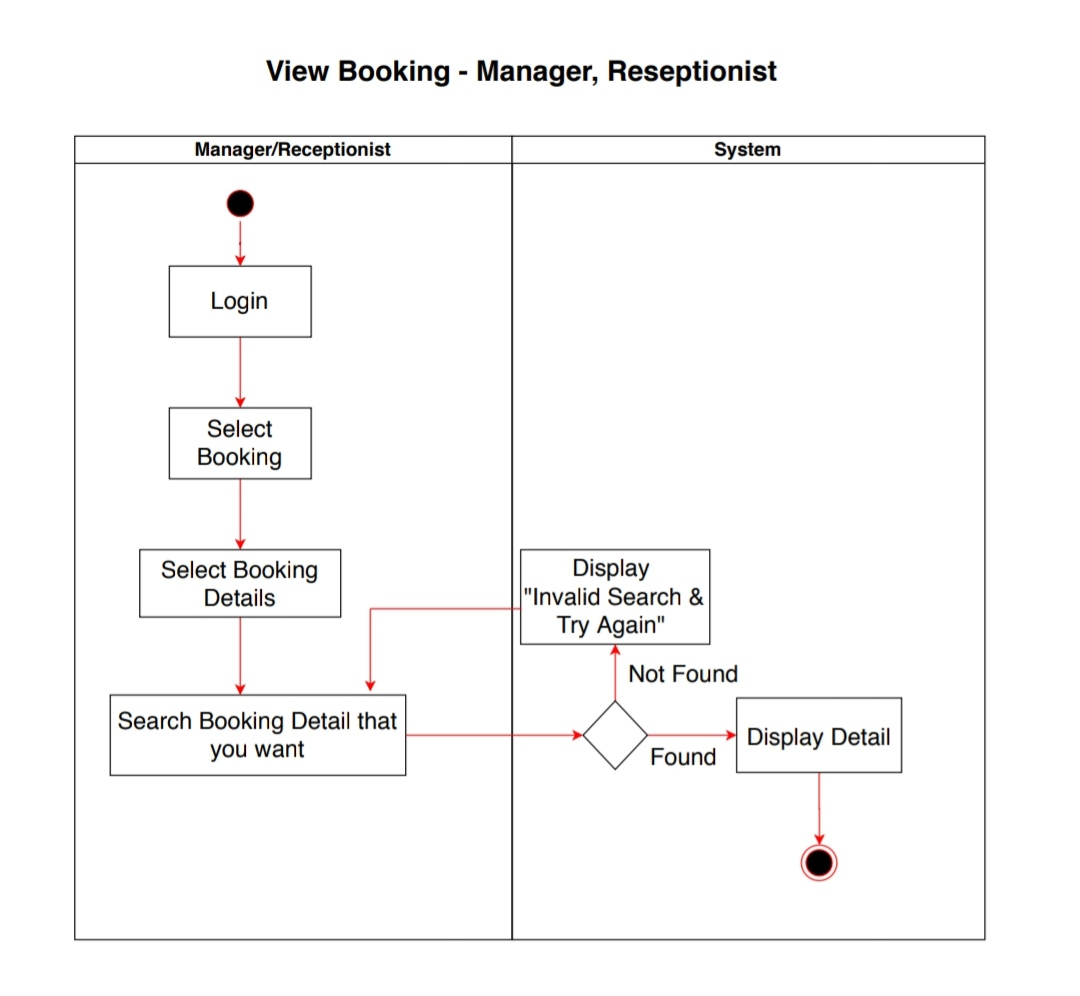 View Booking - Manager, Reseptionist
Manager/Receptionist
System
Login
Select
Booking
Select Booking
Details
Display
"Invalid Search &
Try Again"
Not Found
Search Booking Detail that
you want
Display Detail
Found